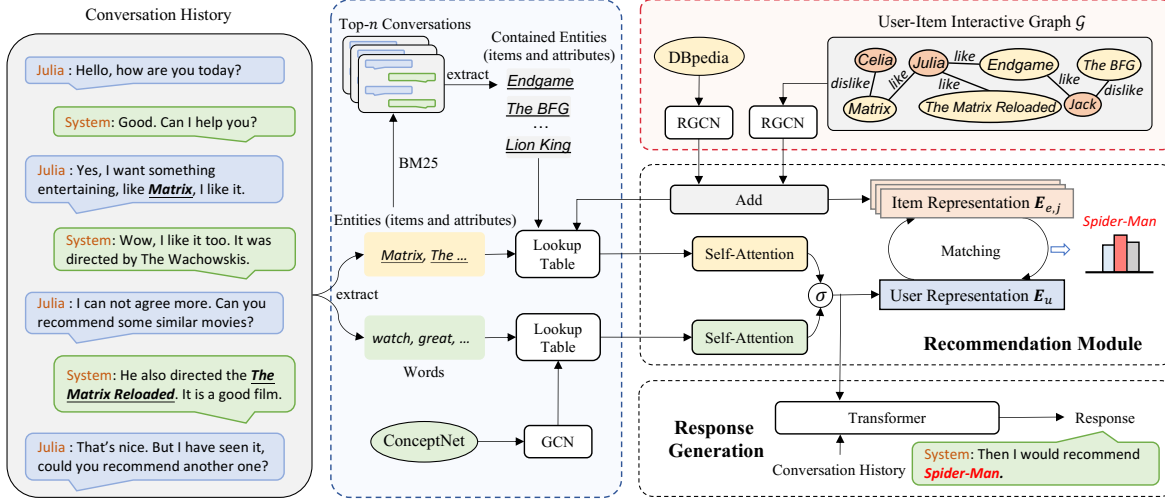 Conversation History
Julia : Hello, how are you today?
System: Good. Can I help you?
Julia : Yes, I want something
entertaining, like Matrix, I like it.
System: Wow, I like it too. It was
directed by The Wachowskis.
Julia : I can not agree more. Can you
recommend some similar movies?
System: He also directed the The
Matrix Reloaded. It is a good film.
Julia : That's nice. But I have seen it,
could you recommend another one?
extract
Top-n Conversations
extract
Contained Entities
(items and attributes)
Endgame
The BFG
...
Lion King
BM25
Entities (items and attributes)
Matrix, The ...
Lookup
Table
watch, great, ...
Words
Lookup
Table
ConceptNet
GCN
User-Item Interactive Graph G
DBpedia
RGCN
RGCN
Celia
Julia
like
Endgame
The BFG
dislike
like
like
like
dislike
Matrix
The Matrix Reloaded
Jack
Add
Item Representation E e,j
Spider-Man
Self-Attention
Matching
σ
User Representation E u
Self-Attention
Recommendation Module
Response
Generation
Transformer
Response
Conversation History
System: Then I would recommend
Spider-Man.